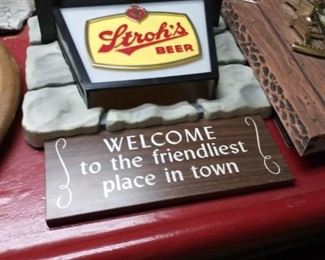 Stroh's
BEER
WELCOME
to the friendliest
place in town